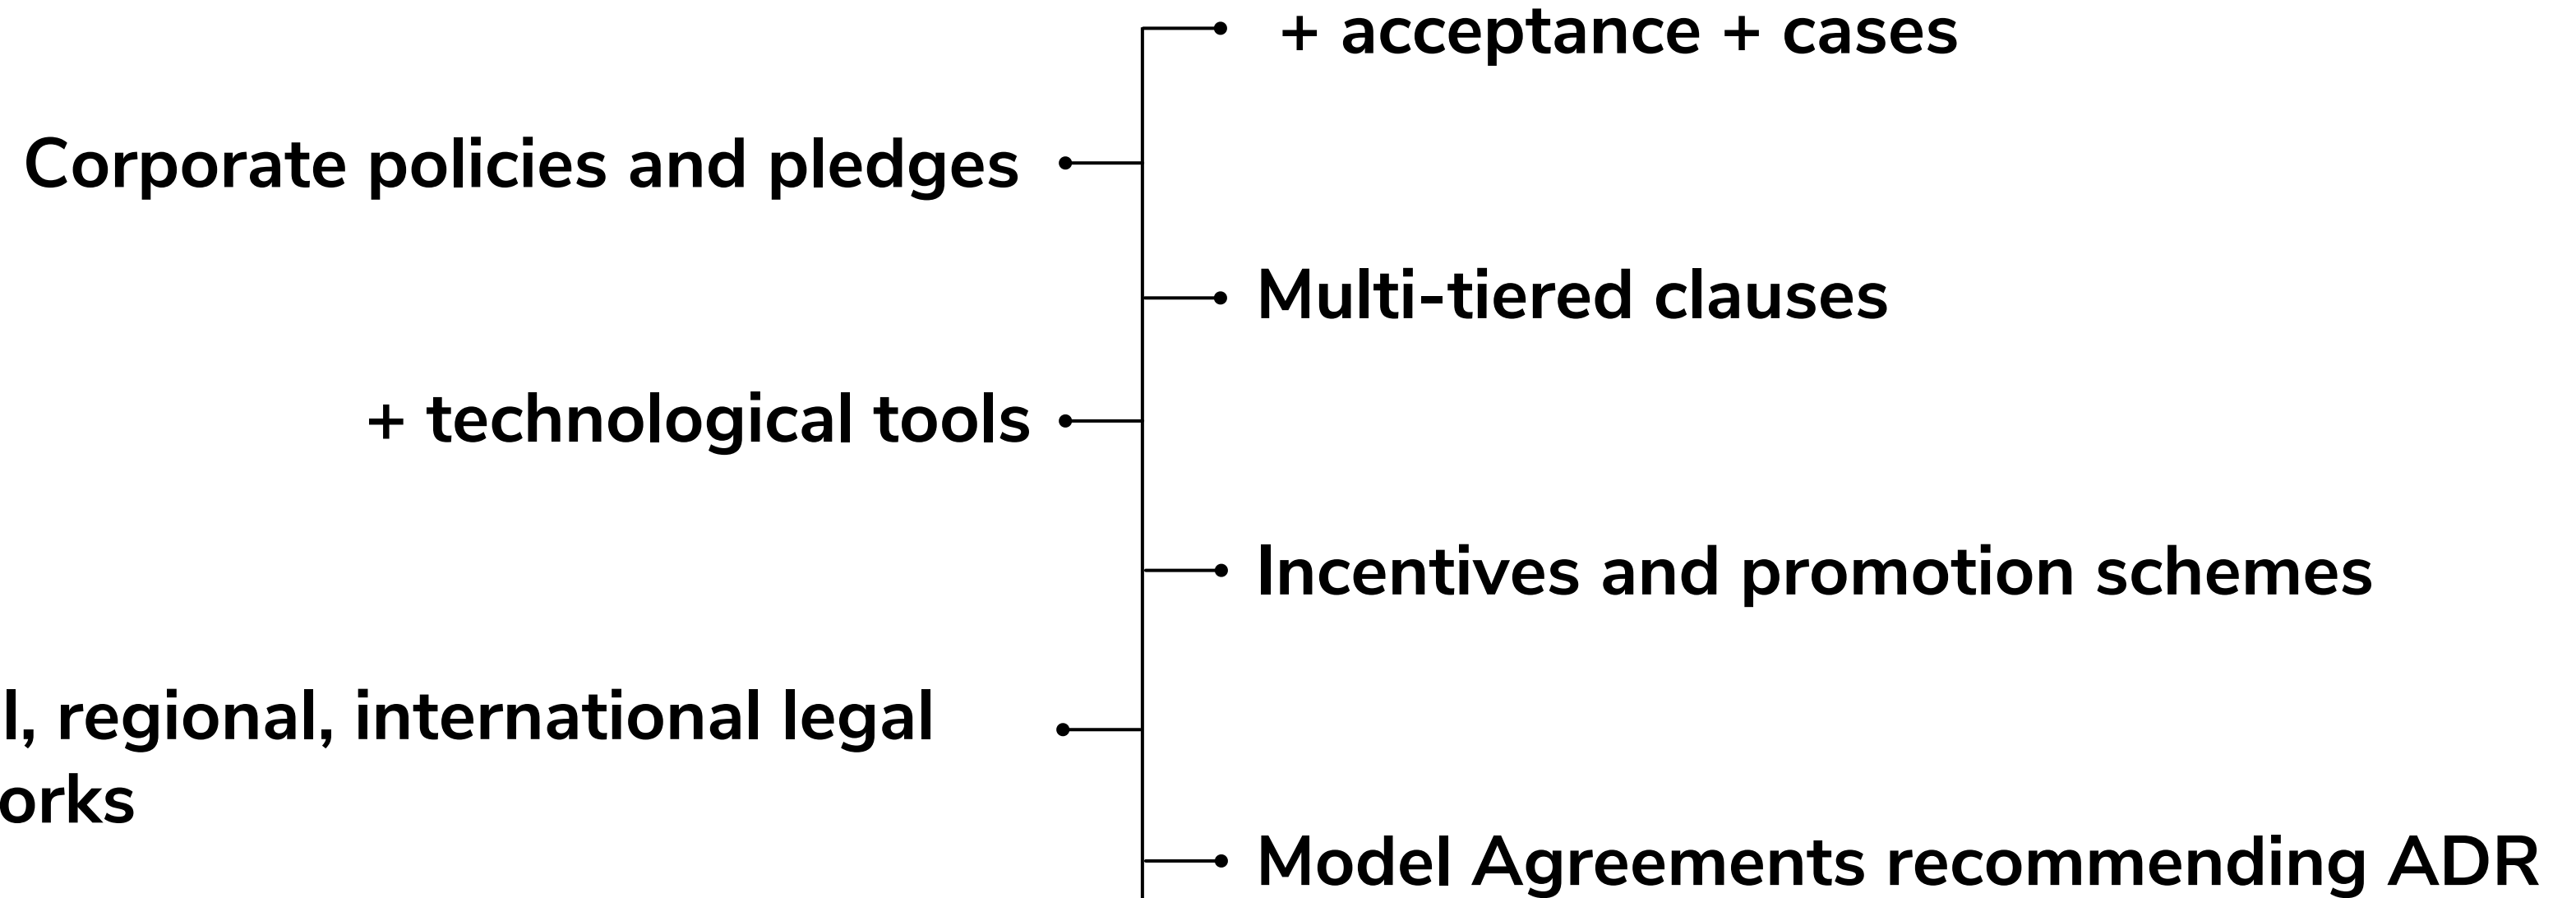 + acceptance + cases
Corporate policies and pledges
Multi-tiered clauses
+ technological tools
Incentives and promotion schemes
regional, international legal
Model Agreements recommending ADR